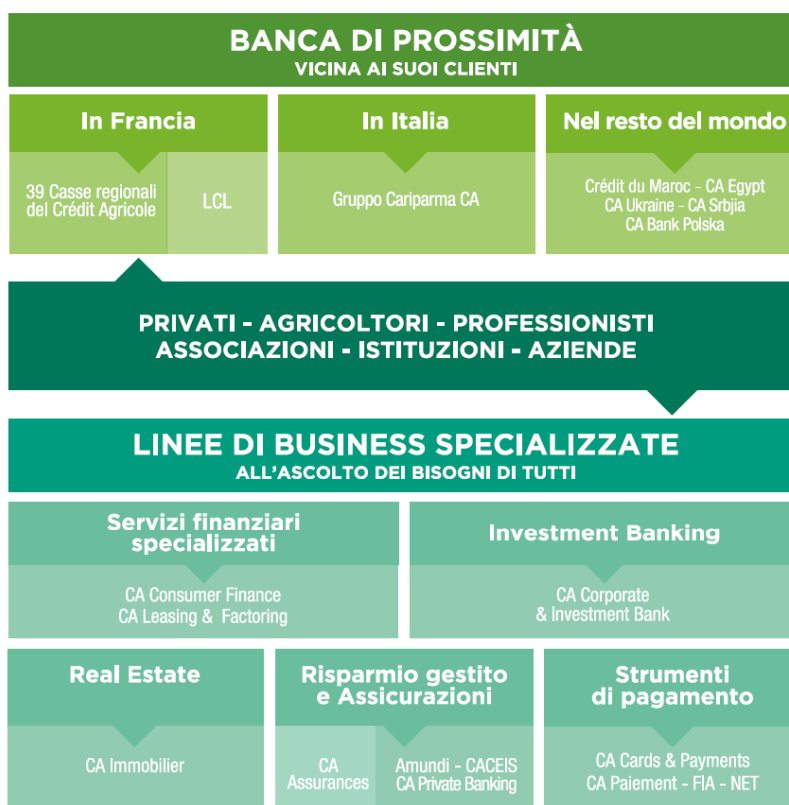 BANCA DI PROSSIMITÀ
VICINA AI SUOI CLIENTI
In Francia
39 Casse regionali
del Crédit Agricole
LCL
In Italia
Gruppo Cariparma CA
Nel resto del mondo
Crédit du Maroc - CA Egypt
CA Ukraine - CA Srbjia
CA Bank Polska
PRIVATI - AGRICOLTORI - PROFESSIONISTI
ASSOCIAZIONI - ISTITUZIONI - AZIENDE
LINEE DI BUSINESS SPECIALIZZATE
ALL'ASCOLTO DEI BISOGNI DI TUTTI
Servizi finanziari
specializzati
CA Consumer Finance
CA Leasing & Factoring
Investment Banking
CA Corporate
& Investment Bank
Real Estate
CA Immobilier
Risparmio gestito
e Assicurazioni
CA
Assurances
Amundi - CACEIS
CA Private Banking
Strumenti
di pagamento
CA Cards & Payments
CA Paiement - FIA - NET